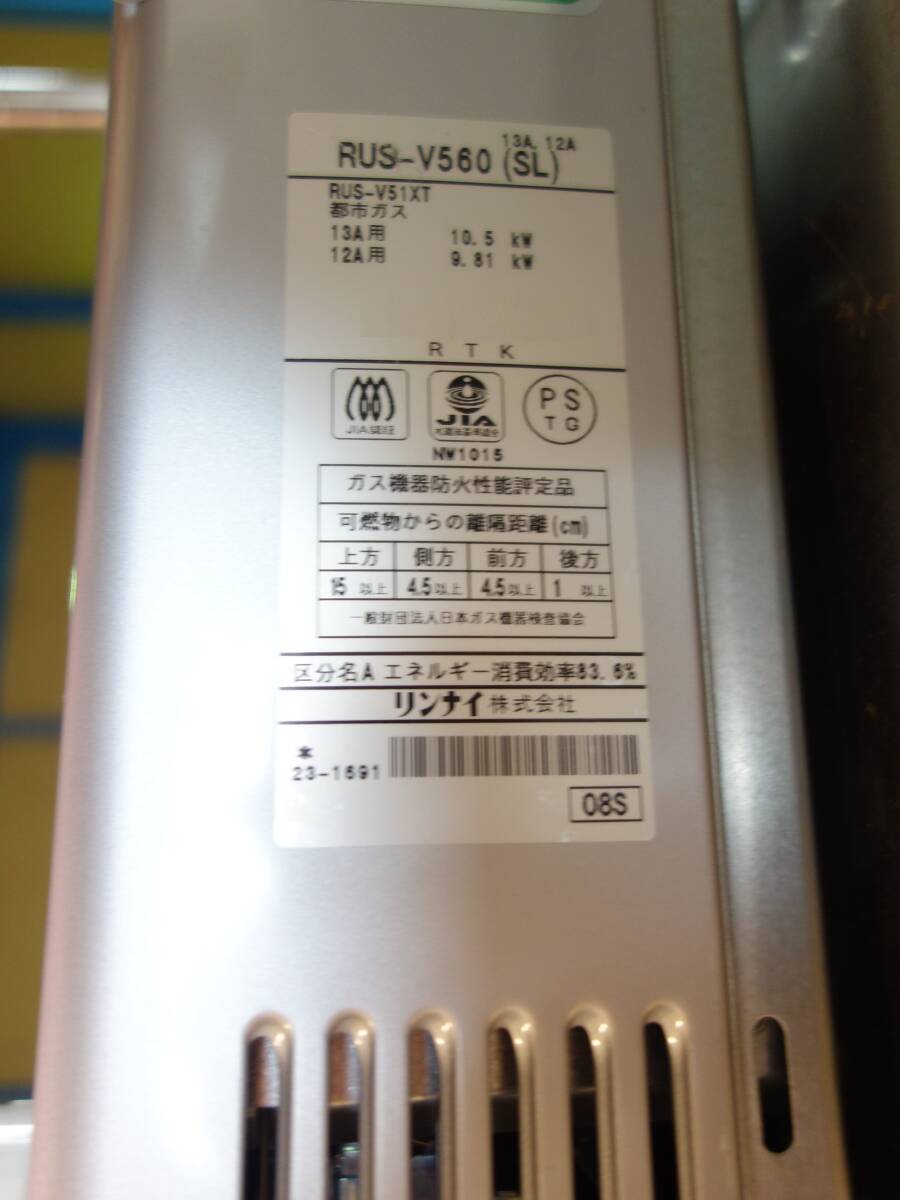 13A, 12A
RUS-V560 (SL)
RUS-V51XT
都市ガス
13A用 10.5 kW
12A用 9.81 kW
R T K
JIA認証
JIA
PS
TG
NW1015
ガス機器防火性能評定品
可燃物からの離隔距離(cm)
上方 側方 前方 後方
15 以上 4.5以上 4.5以上 1 以上
一般財団法人日本ガス機器検査協会
区分名A エネルギー消費効率83.6%
リンナイ株式会社
*
23-1691
08S